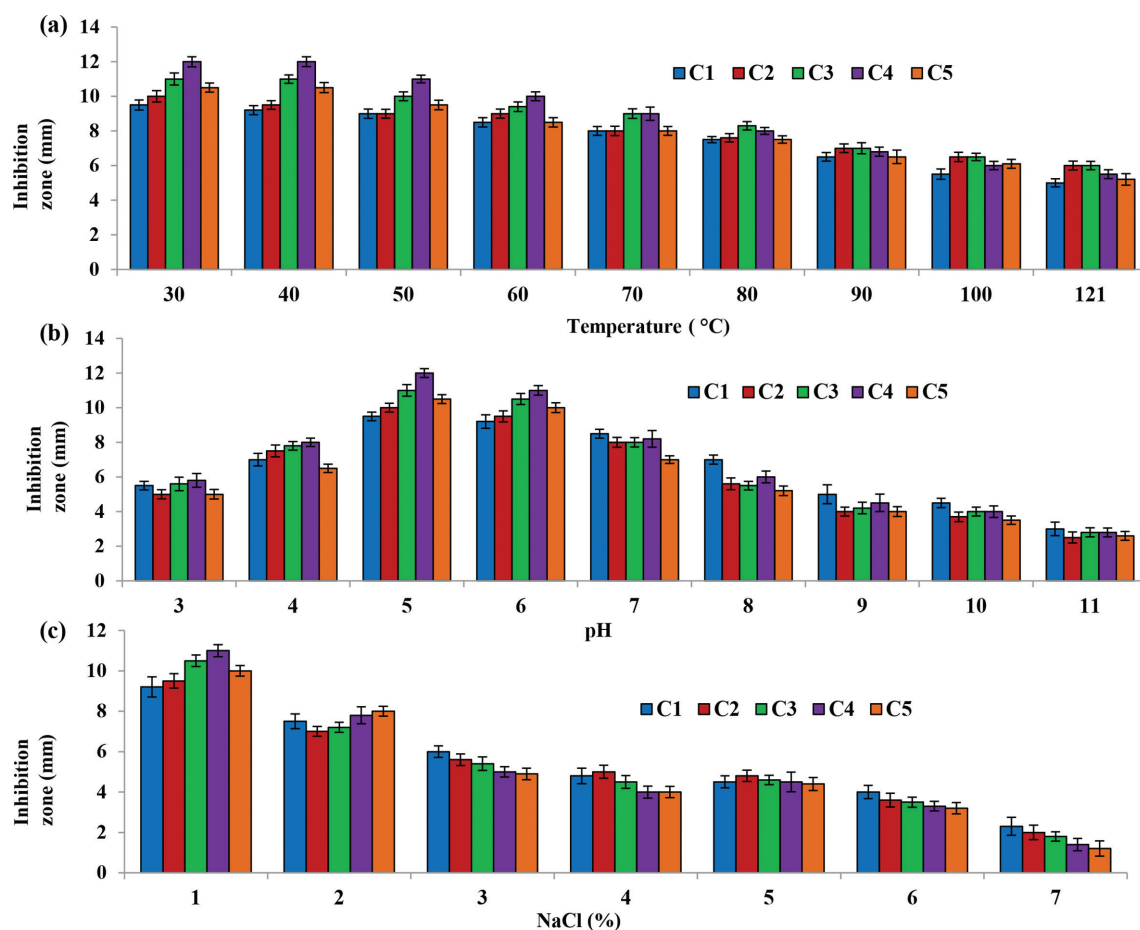 (a)
14
12
10
8
6
4
2
0
Inhibition
zone (mm)
C1 C2 C3 C4 C5
30 40 50 60 70 80 90 100 121
Temperature ( °C)
(b)
14
12
10
8
6
4
2
0
Inhibition
zone (mm)
C1 C2 C3 C4 C5
3 4 5 6 7 8 9 10 11
pH
(c)
12
10
8
6
4
2
0
Inhibition
zone (mm)
C1 C2 C3 C4 C5
1 2 3 4 5 6 7
NaCl (%)